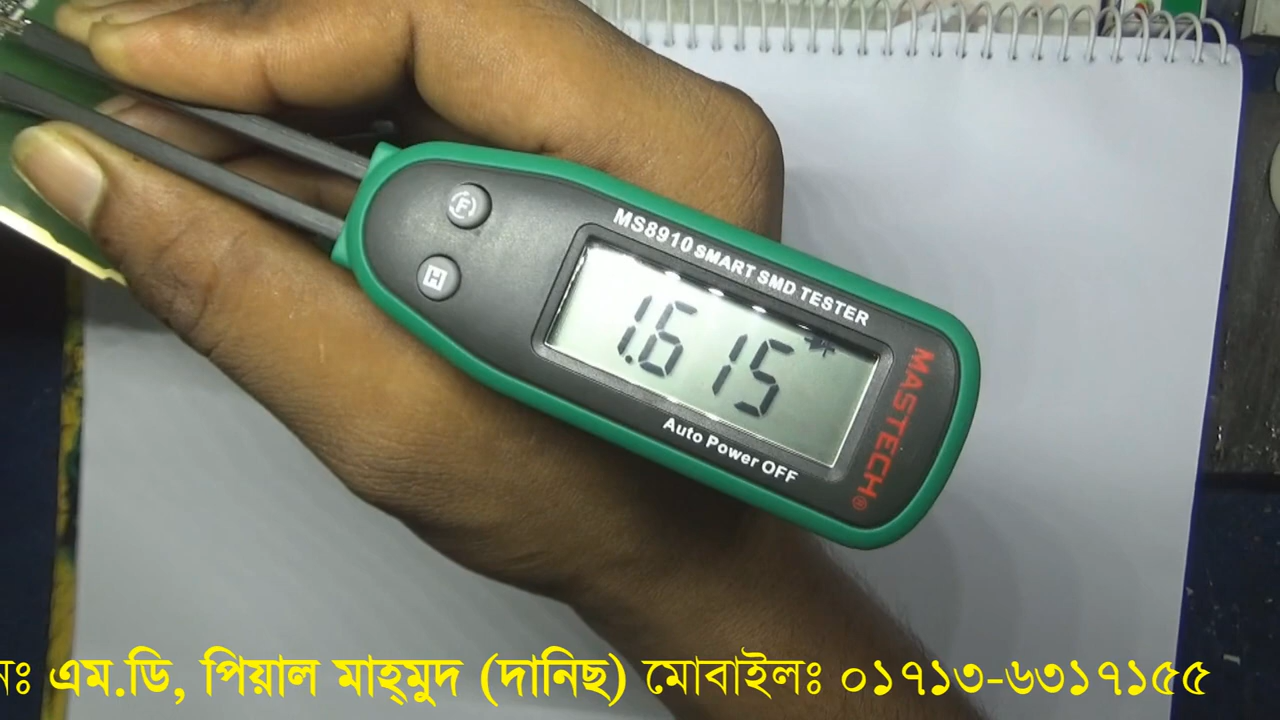 F
H
MS8910 SMART SMD TESTER
1.615
Auto Power OFF
MASTECH®
এম.ডি, পিয়াল মাহ্মুদ (দানিছ) মোবাইলঃ ০১৭১৩-৬৩১৭১৫৫